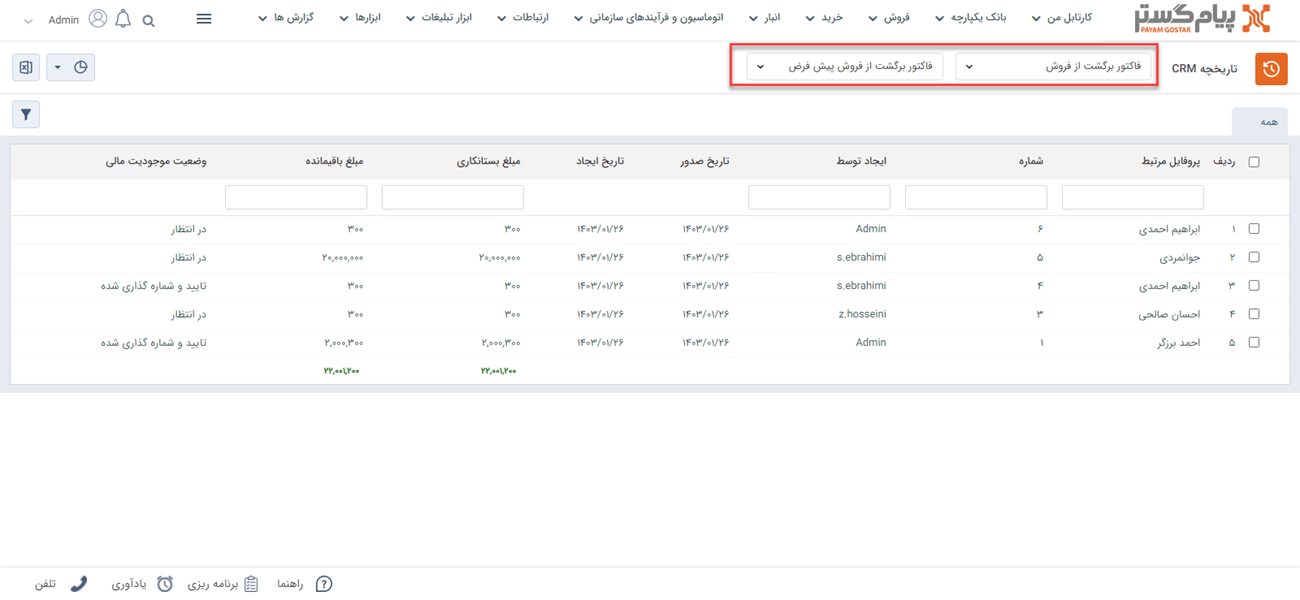 پیام گستر PAYAM GOSTAR کارتابل من بانک یکپارچه فروش خرید انبار اتوماسیون و فرآیندهای سازمانی ارتباطات ابزار تبلیغات ابزارها گزارش ها Admin
تاریخچه CRM فاکتور برگشت از فروش فاکتور برگشت از فروش پیش فرض
همه
ردیف پروفایل مرتبط شماره ایجاد توسط تاریخ صدور تاریخ ایجاد مبلغ بستانکاری مبلغ باقیمانده وضعیت موجودیت مالی
۱ ابراهیم احمدی ۶ Admin ۱۴۰۳/۰۱/۲۶ ۱۴۰۳/۰۱/۲۶ ۳۰۰ ۳۰۰ در انتظار
۲ جوانمردی ۵ s.ebrahimi ۱۴۰۳/۰۱/۲۶ ۱۴۰۳/۰۱/۲۶ ۲۰,۰۰۰,۰۰۰ ۲۰,۰۰۰,۰۰۰ در انتظار
۳ ابراهیم احمدی ۴ s.ebrahimi ۱۴۰۳/۰۱/۲۶ ۱۴۰۳/۰۱/۲۶ ۳۰۰ ۳۰۰ تایید و شماره گذاری شده
۴ احسان صالحی ۳ z.hosseini ۱۴۰۳/۰۱/۲۶ ۱۴۰۳/۰۱/۲۶ ۳۰۰ ۳۰۰ در انتظار
۵ احمد برزگر ۱ Admin ۱۴۰۳/۰۱/۲۶ ۱۴۰۳/۰۱/۲۶ ۲,۰۰۰,۳۰۰ ۲,۰۰۰,۳۰۰ تایید و شماره گذاری شده
۲۲,۰۰۱,۲۰۰ ۲۲,۰۰۱,۲۰۰
راهنما برنامه ریزی یادآوری تلفن